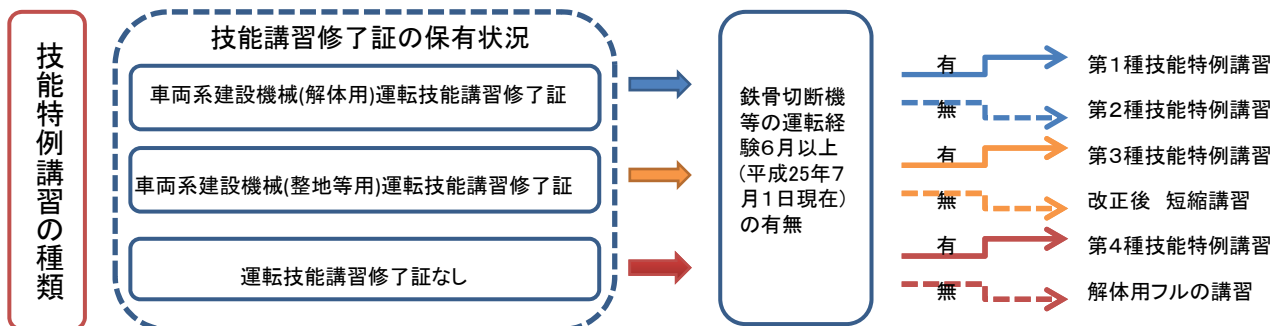 技能特例講習の種類
技能講習修了証の保有状況
車両系建設機械(解体用)運転技能講習修了証
車両系建設機械(整地等用)運転技能講習修了証
運転技能講習修了証なし
鉄骨切断機
等の運転経
験6月以上
(平成25年7
月1日現在)
の有無
有 第1種技能特例講習
無 第2種技能特例講習
有 第3種技能特例講習
無 改正後 短縮講習
有 第4種技能特例講習
無 解体用フルの講習